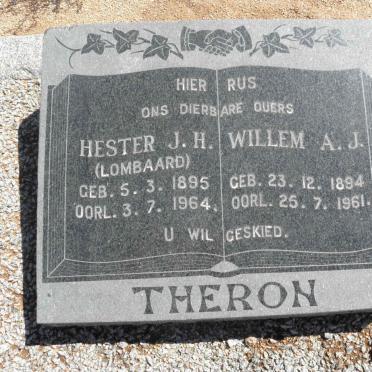 HIER RUS
ONS DIERBARE OUERS
HESTER J.H. WILLEM A.J.
(LOMBAARD)
GEB. 5. 3. 1895 GEB. 23. 12. 1894
OORL. 3. 7. 1964. OORL. 25. 7. 1961.
U WIL GESKIED.
THERON